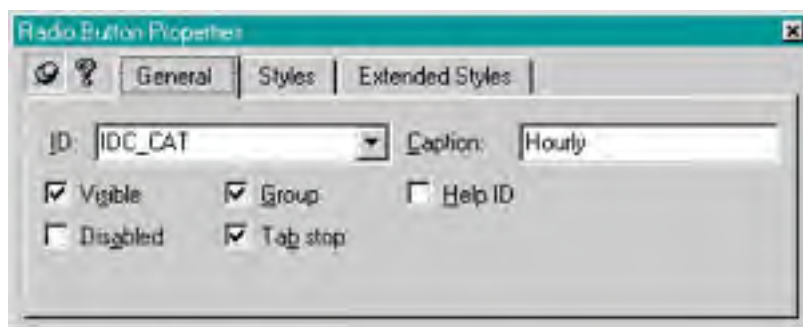 Radio Button Properties
General Styles Extended Styles
ID: IDC_CAT Caption: Hourly
Visible Group Help ID
Disabled Tab stop